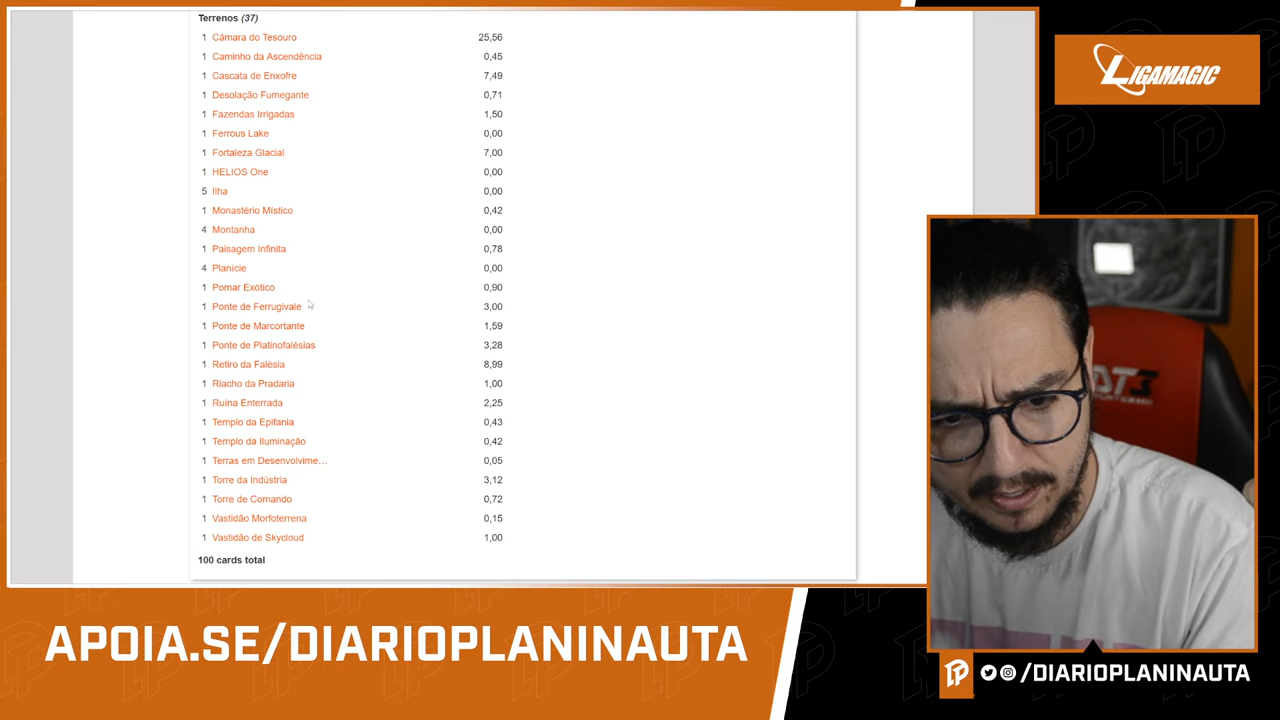 Terrenos (37)
1 Câmara do Tesouro 25,56
1 Caminho da Ascendência 0,45
1 Cascata de Enxofre 7,49
1 Desolação Fumegante 0,71
1 Fazendas Irrigadas 1,50
1 Ferrous Lake 0,00
1 Fortaleza Glacial 7,00
1 HELIOS One 0,00
5 Ilha 0,00
1 Monastério Místico 0,42
4 Montanha 0,00
1 Paisagem Infinita 0,78
4 Planície 0,00
1 Pomar Exótico 0,90
1 Ponte de Ferrugivale 3,00
1 Ponte de Marcortante 1,59
1 Ponte de Platinofalésias 3,28
1 Retiro da Falésia 8,99
1 Riacho da Pradaria 1,00
1 Ruína Enterrada 2,25
1 Templo da Epifania 0,43
1 Templo da Iluminação 0,42
1 Terras em Desenvolvime... 0,05
1 Torre da Indústria 3,12
1 Torre de Comando 0,72
1 Vastidão Morfoterrena 0,15
1 Vastidão de Skycloud 1,00
100 cards total
LIGAMAGIC
APOIA.SE/DIARIOPLANINAUTA
/DIARIOPLANINAUTA